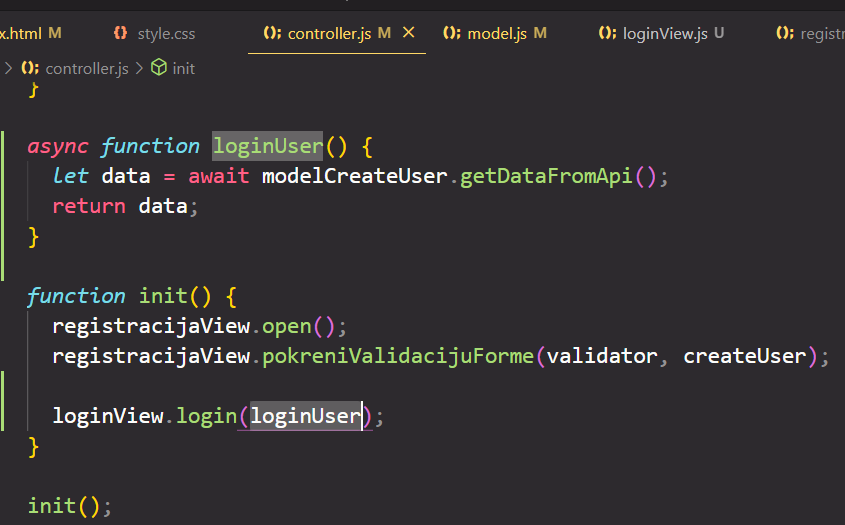 x.html M style.css controller.js M × model.js M loginView.js U registr
> controller.js > init
}
async function loginUser() {
let data = await modelCreateUser.getDataFromApi();
return data;
}
function init() {
registracijaView.open();
registracijaView.pokreniValidacijuForme(validator, createUser);
loginView.login(loginUser);
}
init();